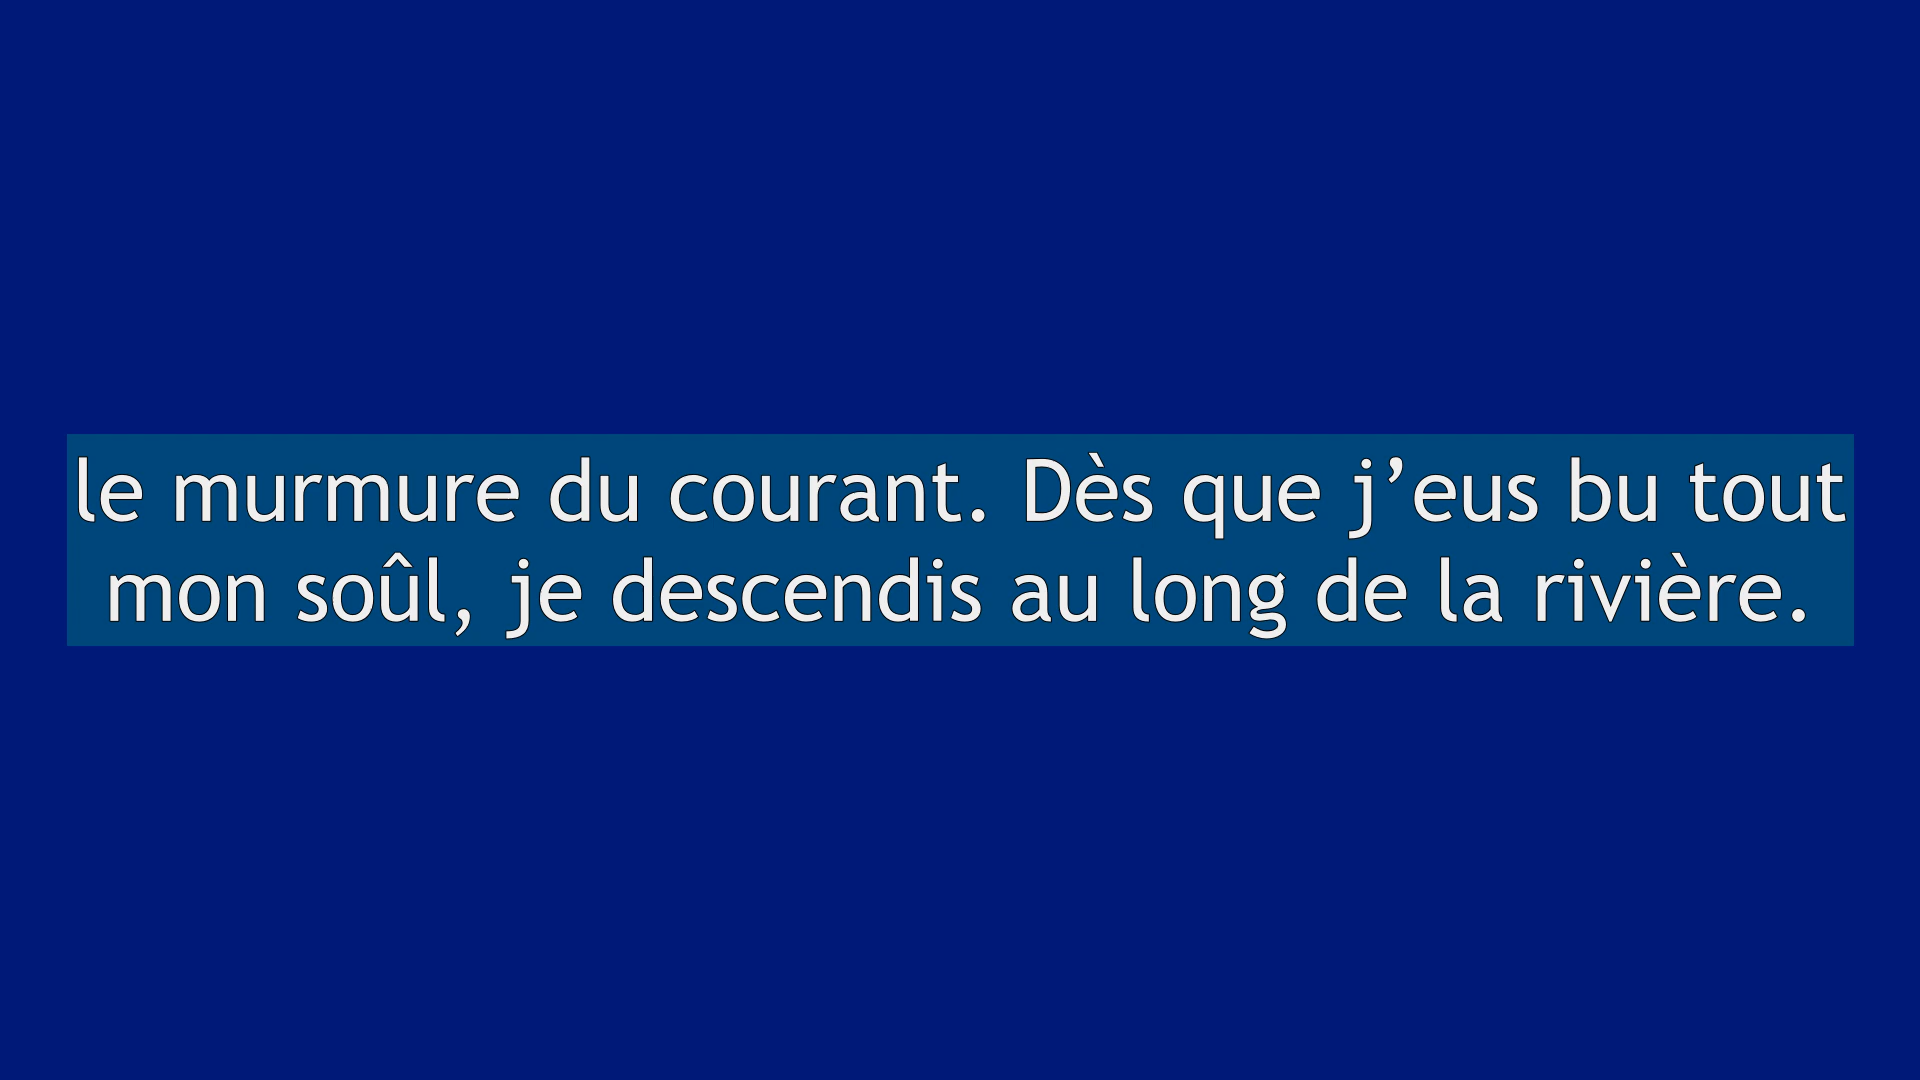 le murmure du courant. Dès que j’eus bu tout
mon soûl, je descendis au long de la rivière.